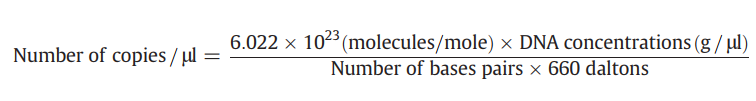 Number of copies / μl = 6.022 × 10²³(molecules/mole) × DNA concentrations(g / μl)
Number of bases pairs × 660 daltons